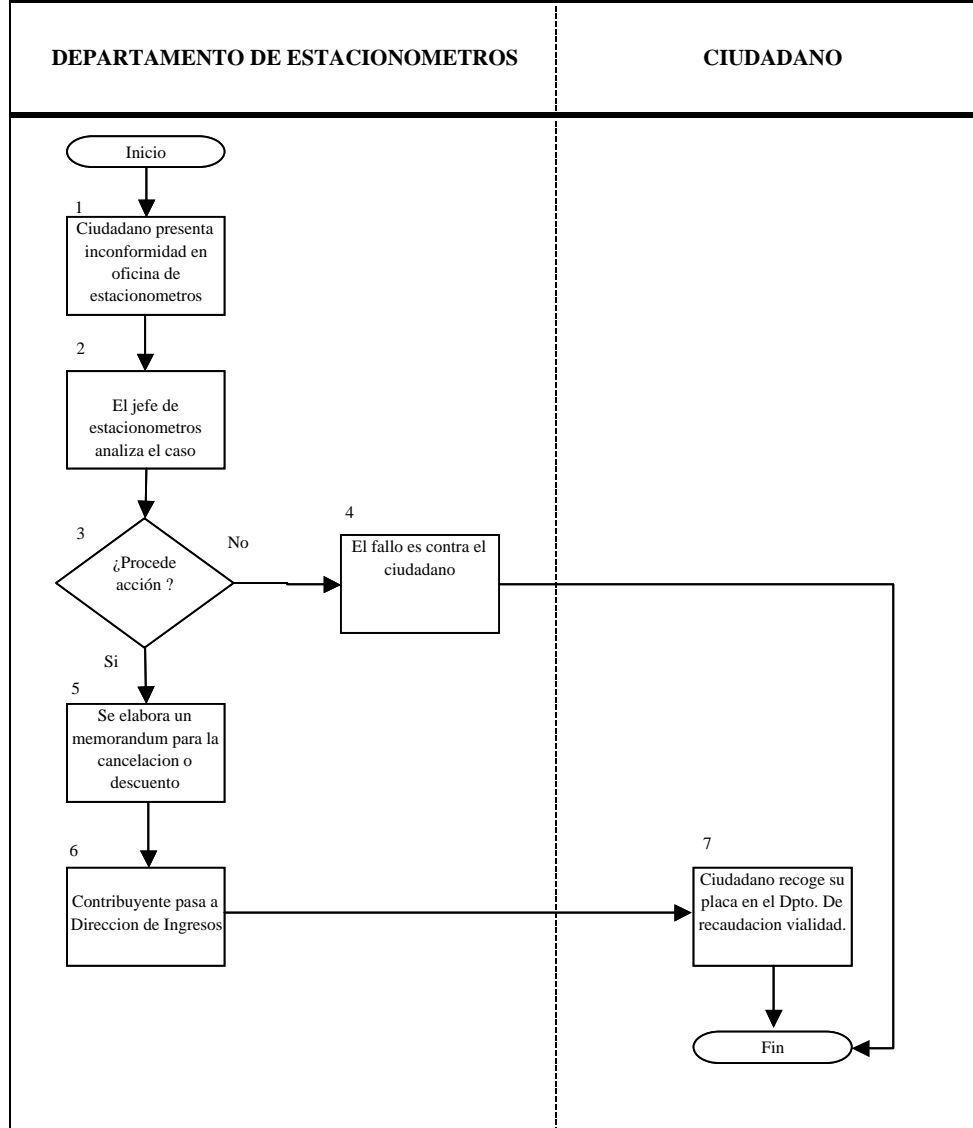 DEPARTAMENTO DE ESTACIONOMETROS
CIUDADANO
Inicio
1
Ciudadano presenta
inconformidad en
oficina de
estacionometros
2
El jefe de
estacionometros
analiza el caso
3
¿Procede
acción ?
No
4
El fallo es contra el
ciudadano
Si
5
Se elabora un
memorandum para la
cancelacion o
descuento
6
Contribuyente pasa a
Direccion de Ingresos
7
Ciudadano recoge su
placa en el Dpto. De
recaudacion vialidad.
Fin